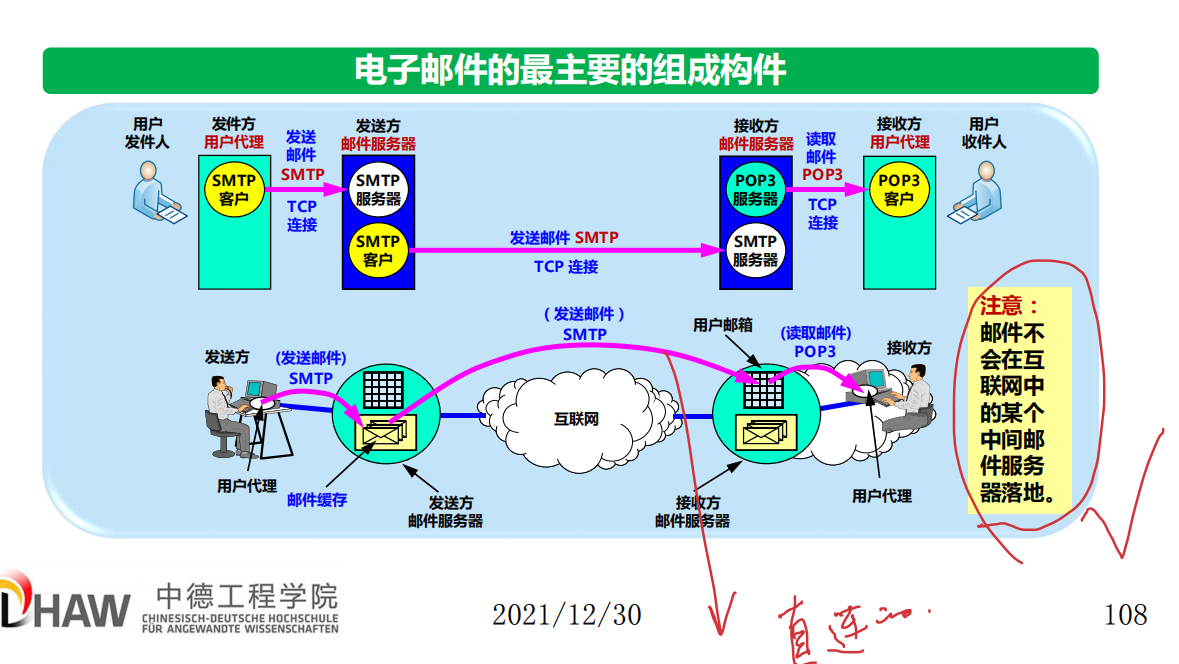 电子邮件的最主要的组成构件
用户
发件人
发件方
用户代理
发送
邮件
SMTP
TCP
连接
发送方
邮件服务器
SMTP
客户
SMTP
服务器
SMTP
客户
发送邮件 SMTP
TCP 连接
接收方
邮件服务器
POP3
服务器
SMTP
服务器
读取
邮件
POP3
TCP
连接
接收方
用户代理
POP3
客户
用户
收件人
发送方
(发送邮件)
SMTP
(发送邮件)
SMTP
用户邮箱
(读取邮件)
POP3
接收方
互联网
用户代理
邮件缓存
发送方
邮件服务器
接收方
邮件服务器
用户代理
注意：
邮件不
会在互
联网中
的某个
中间邮
件服务
器落地。
直连
DHAW
中德工程学院
CHINESISCH-DEUTSCHE HOCHSCHULE
FÜR ANGEWANDTE WISSENSCHAFTEN
2021/12/30
108